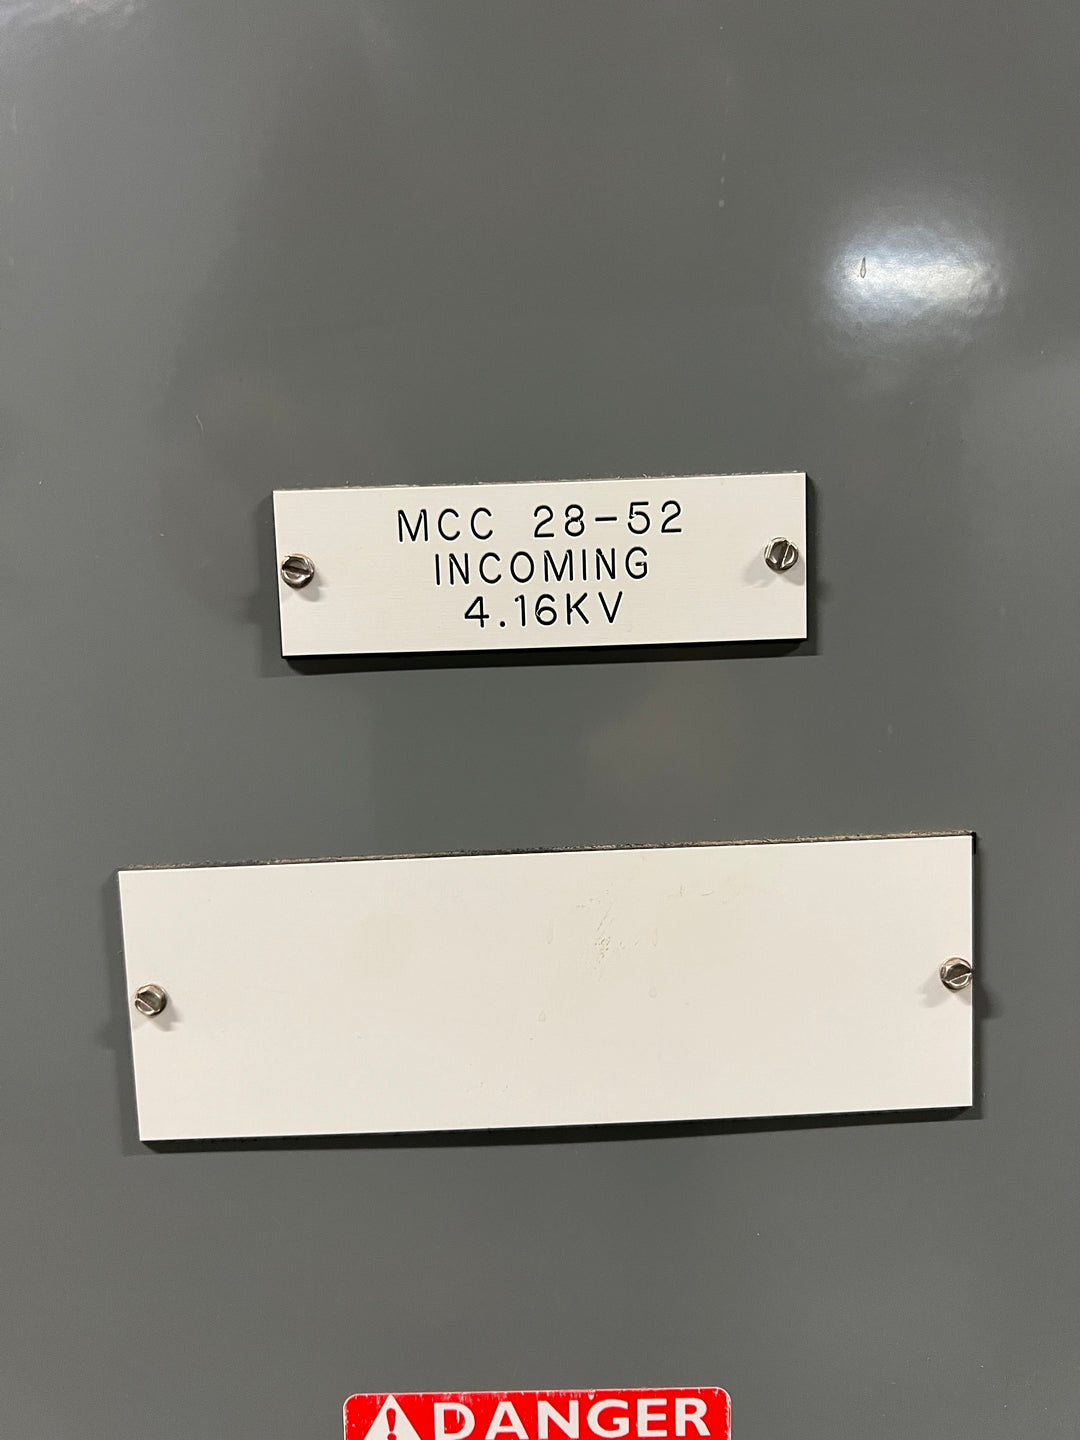 MCC 28-52
INCOMING
4.16KV
DANGER